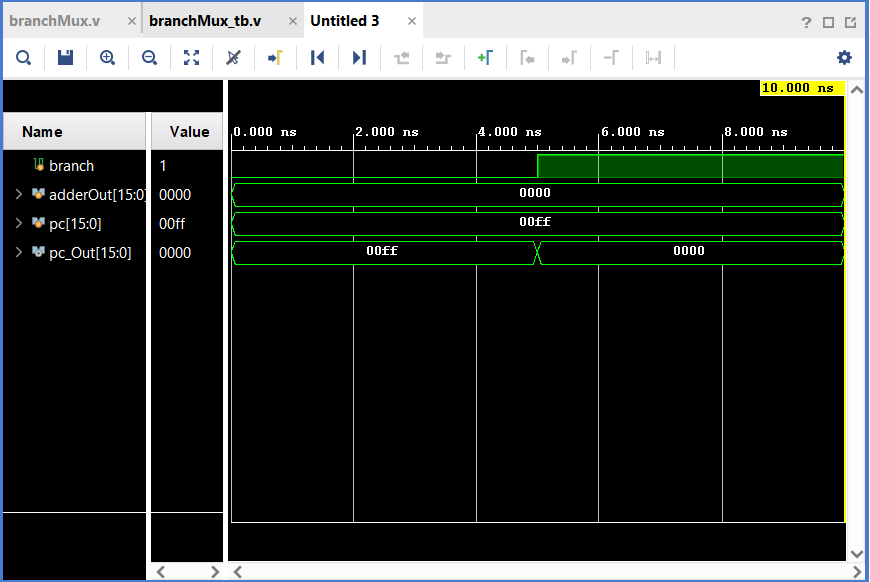 branchMux.v × branchMux_tb.v × Untitled 3 × ?
10.000 ns
Name Value 0.000 ns 2.000 ns 4.000 ns 6.000 ns 8.000 ns
branch 1
adderOut[15:0] 0000 0000
pc[15:0] 00ff 00ff
pc_Out[15:0] 0000 00ff 0000